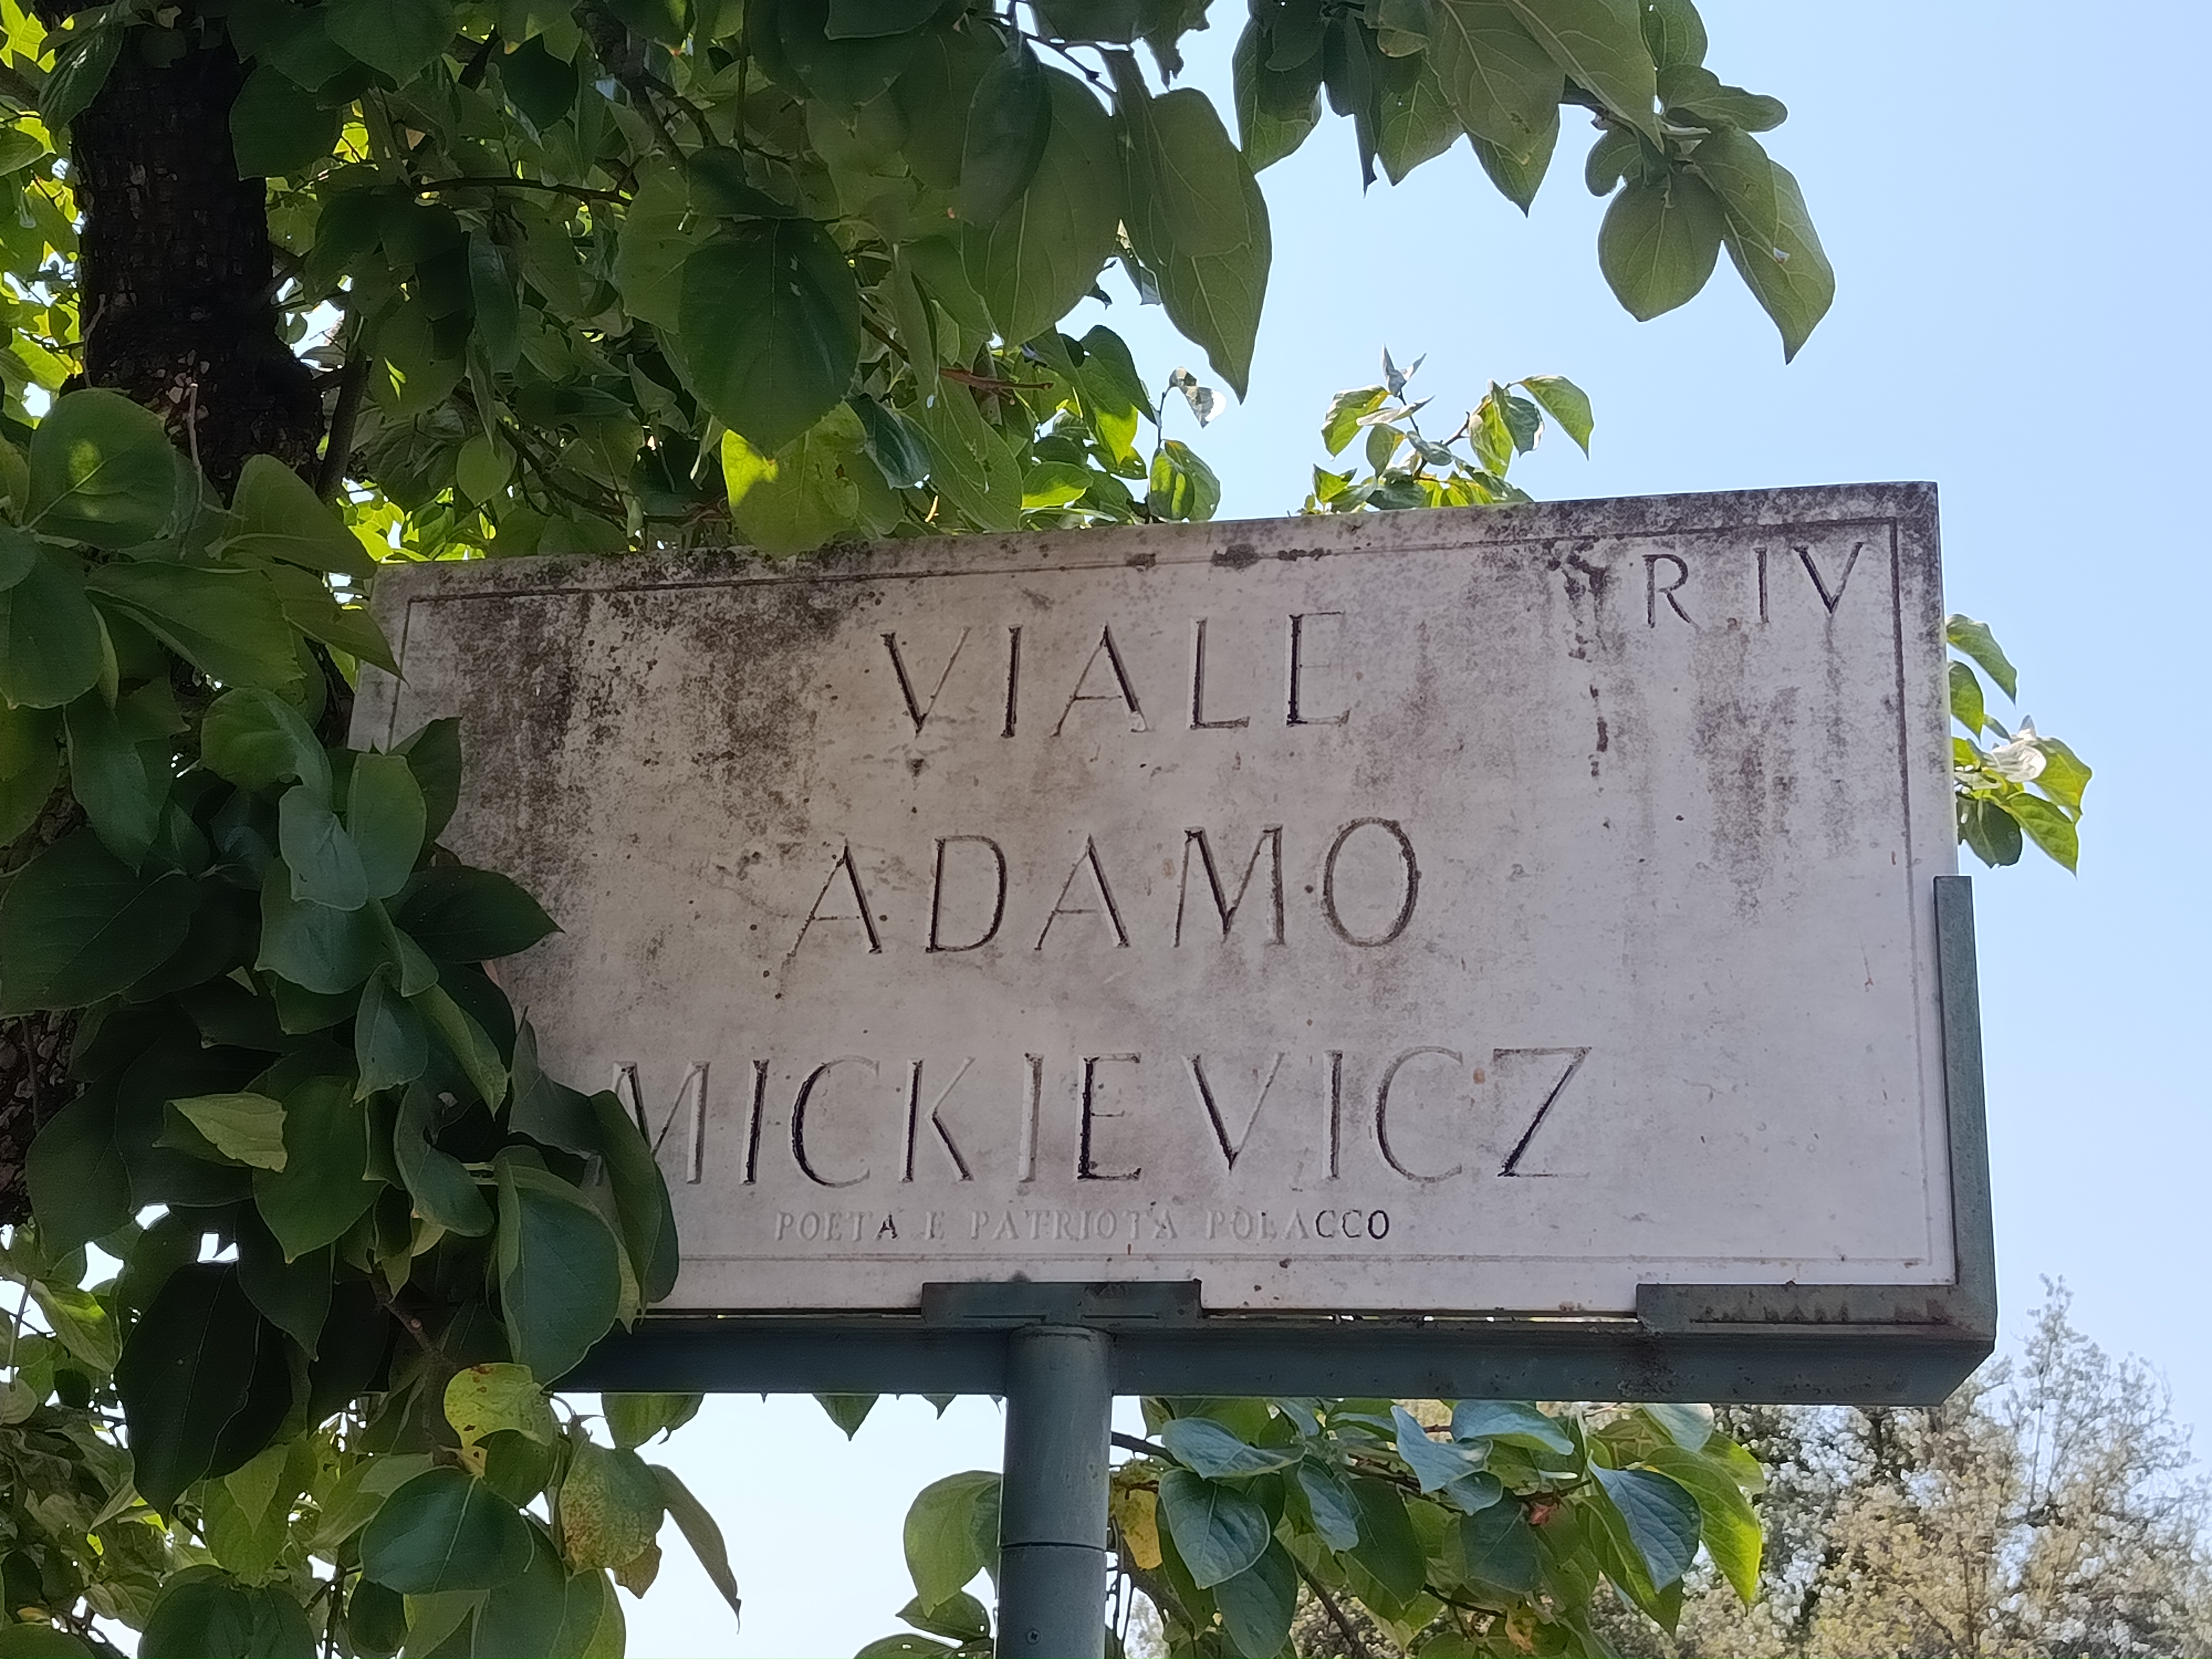 R IV
VIALE
ADAMO
MICKIEVICZ
POETA E PATRIOTA POLACCO